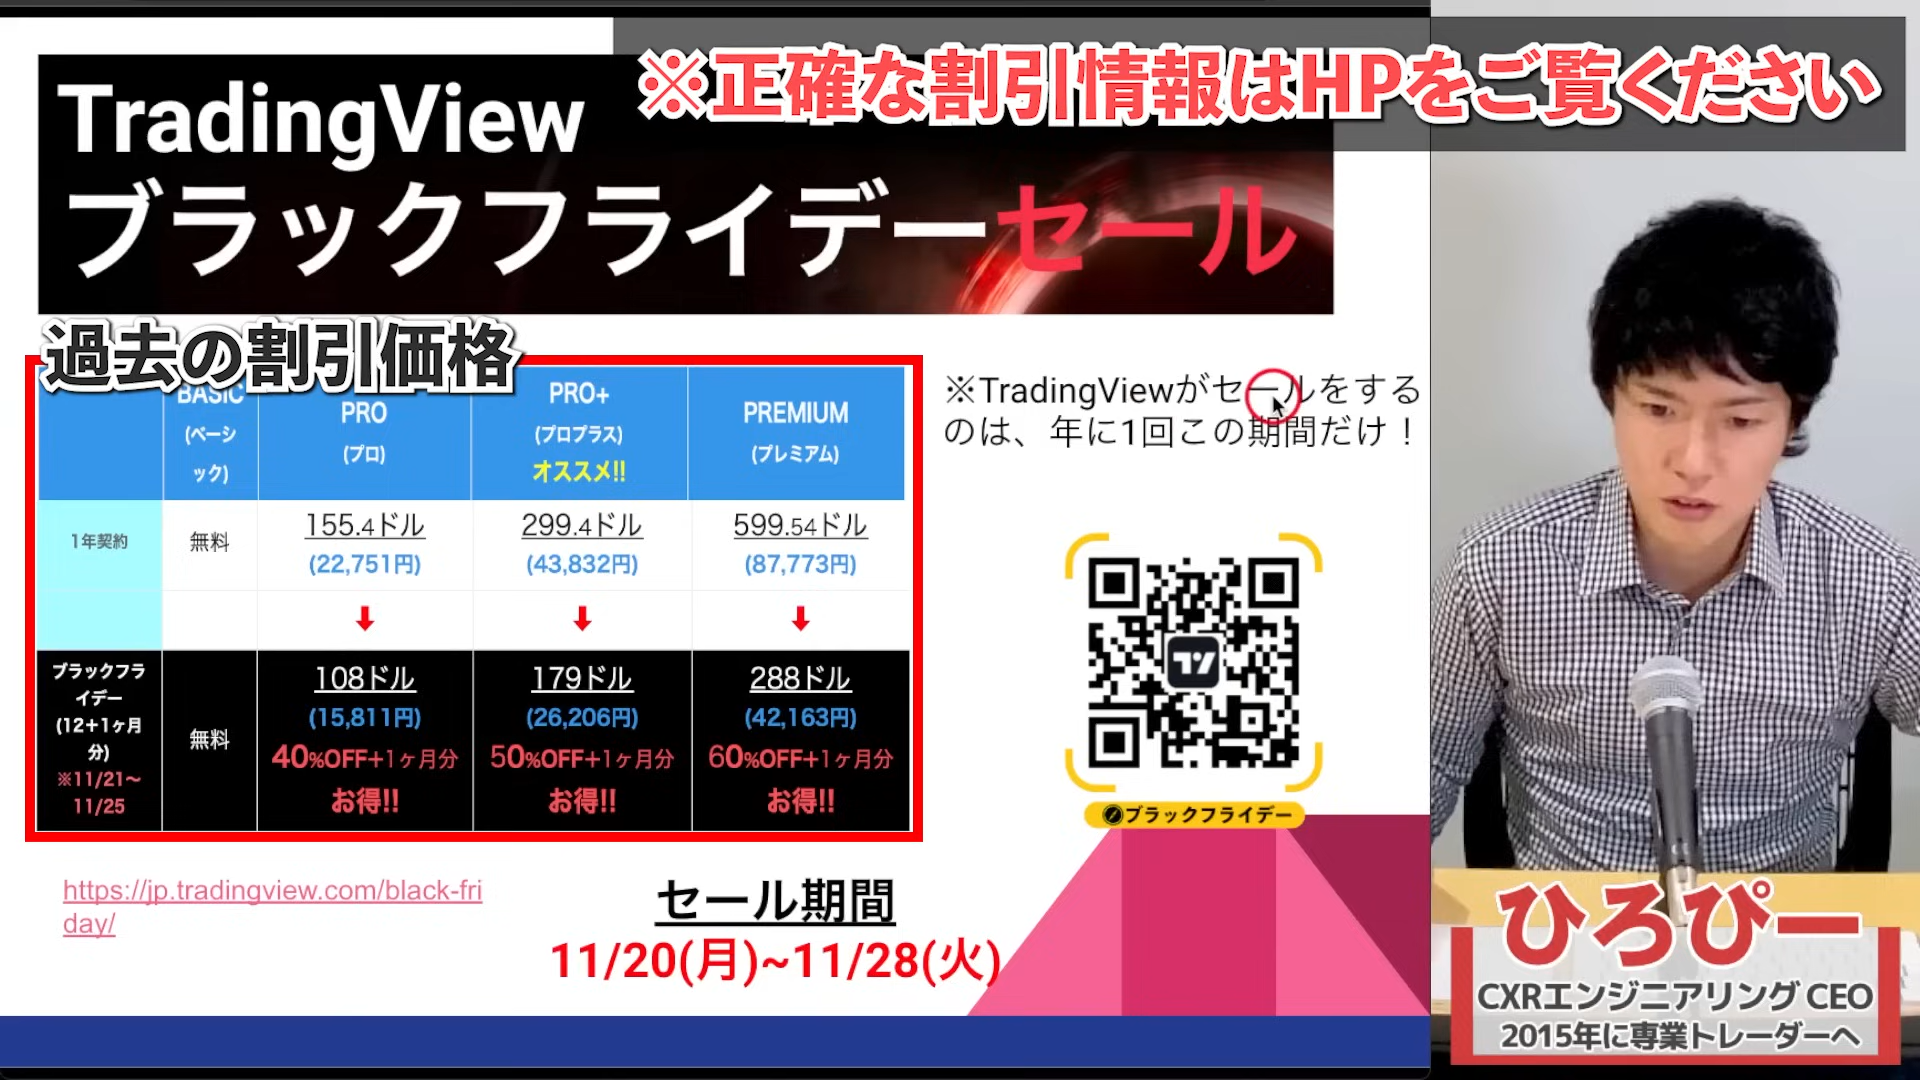 ※正確な割引情報はHPをご覧ください
TradingView
ブラックフライデーセール
過去の割引価格
BASIC
(ベーシ
ック)
PRO
(プロ)
PRO+
(プロプラス)
オススメ!!
PREMIUM
(プレミアム)
1年契約
無料
155.4ドル
(22,751円)
299.4ドル
(43,832円)
599.54ドル
(87,773円)
ブラックフラ
イデー
(12+1ヶ月
分)
※11/21〜
11/25
無料
108ドル
(15,811円)
40%OFF+1ヶ月分
お得!!
179ドル
(26,206円)
50%OFF+1ヶ月分
お得!!
288ドル
(42,163円)
60%OFF+1ヶ月分
お得!!
※TradingViewがセールをする
のは、年に1回この期間だけ！
ブラックフライデー
https://jp.tradingview.com/black-fri
day/
セール期間
11/20(月)~11/28(火)
ひろぴー
CXRエンジニアリング CEO
2015年に専業トレーダーへ